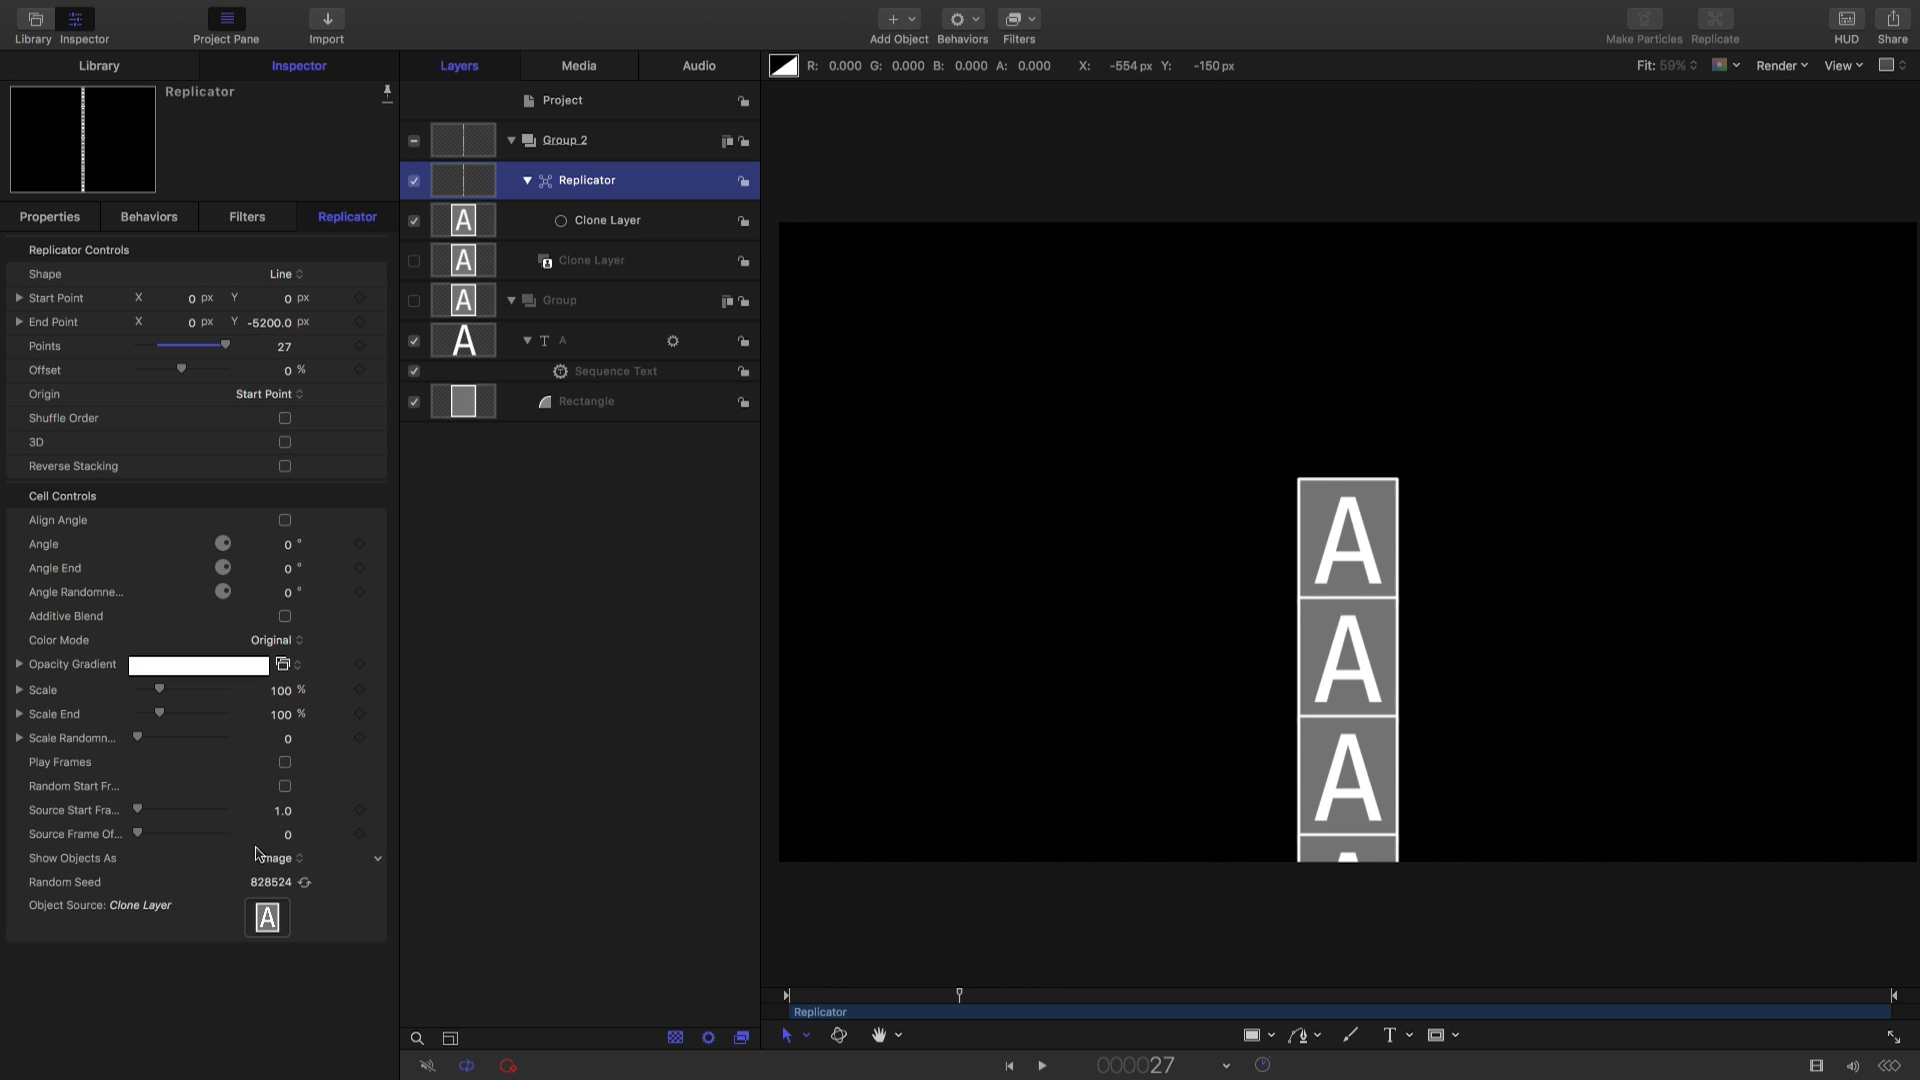 Library Inspector Project Pane Import Add Object Behaviors Filters Make Particles Replicate HUD Share
Library Inspector Layers Media Audio R: 0.000 G: 0.000 B: 0.000 A: 0.000 X: -554 px Y: -150 px Fit: 59% Render View
Replicator
Project
Group 2
Replicator
Clone Layer
Clone Layer
Group
A
Sequence Text
Rectangle
Properties Behaviors Filters Replicator
Replicator Controls
Shape Line
Start Point X 0 px Y 0 px
End Point X 0 px Y -5200.0 px
Points 27
Offset 0 %
Origin Start Point
Shuffle Order
3D
Reverse Stacking
Cell Controls
Align Angle
Angle 0 °
Angle End 0 °
Angle Randomne... 0 °
Additive Blend
Color Mode Original
Opacity Gradient
Scale 100 %
Scale End 100 %
Scale Randomn... 0
Play Frames
Random Start Fr...
Source Start Fra... 1.0
Source Frame Of... 0
Show Objects As Image
Random Seed 828524
Object Source: Clone Layer
A
A
A
A
A
A
A
A
A
Replicator
T
000027